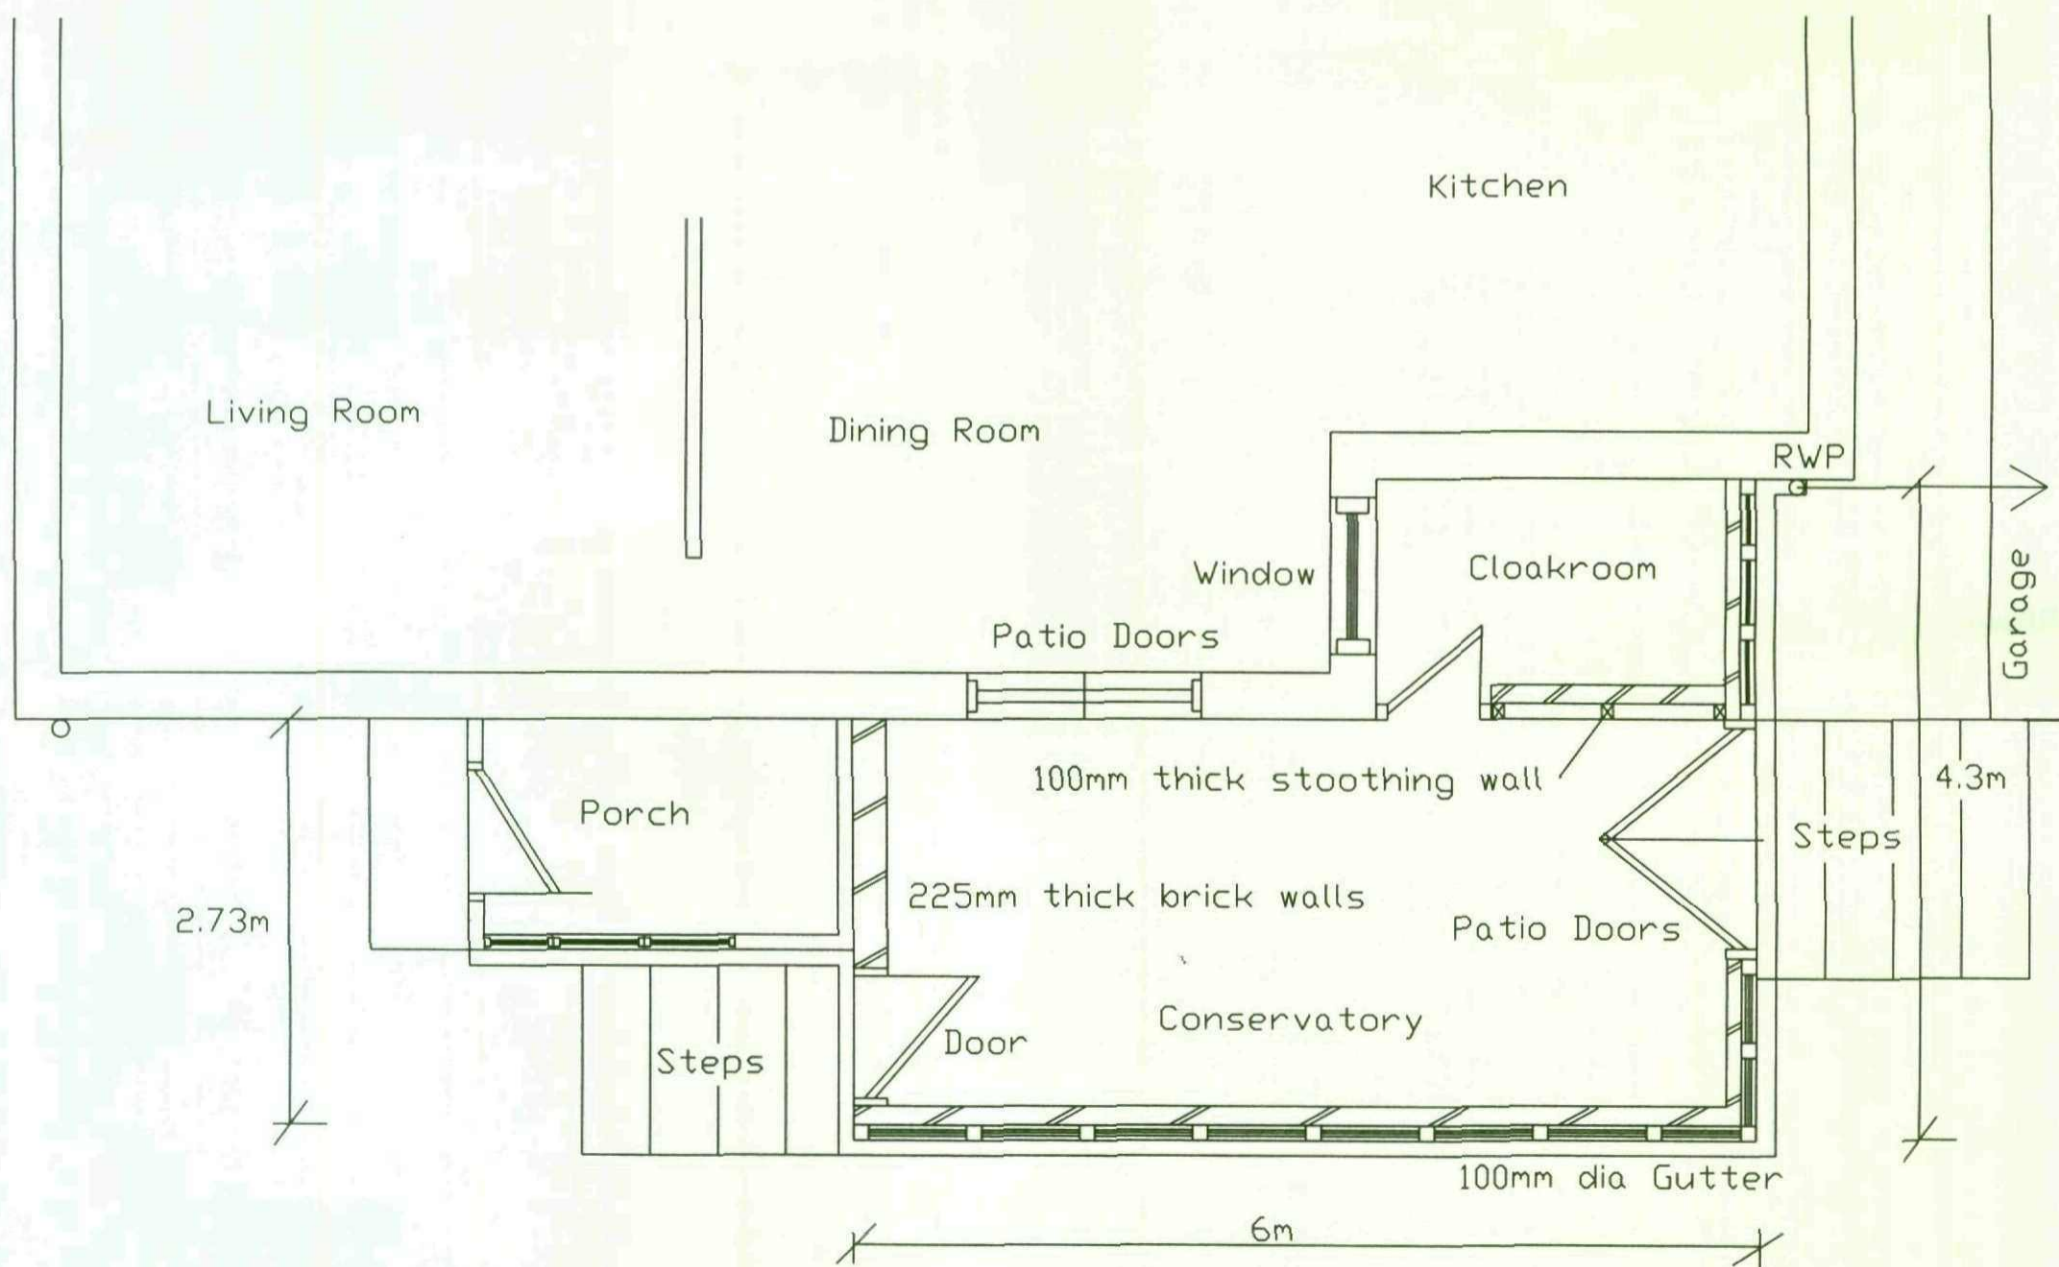 Kitchen
Living Room
Dining Room
RWP
Window
Cloakroom
Garage
Patio Doors
100mm thick stoothing wall
4.3m
Porch
Steps
225mm thick brick walls
2.73m
Patio Doors
Conservatory
Door
Steps
100mm dia Gutter
6m